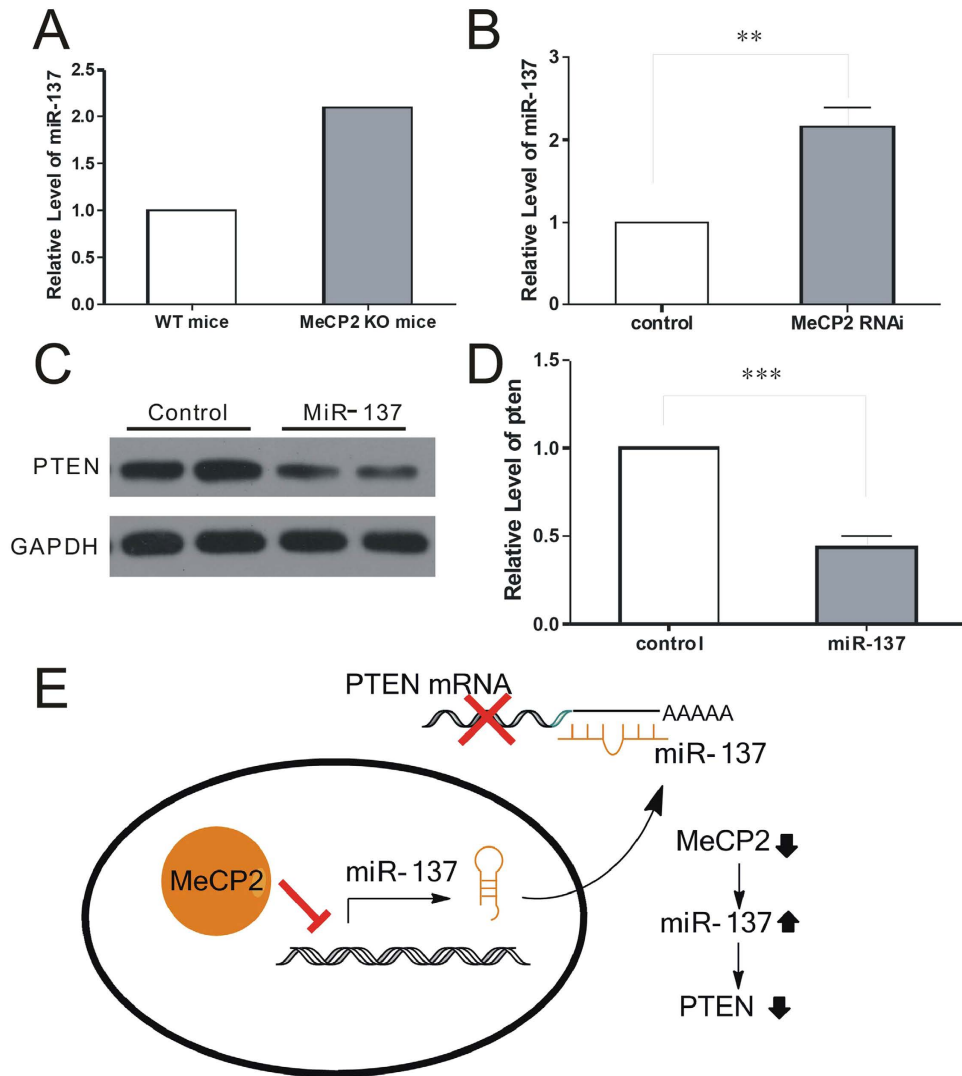 A
Relative Level of miR-137
2.5
2.0
1.5
1.0
0.5
0.0
WT mice
MeCP2 KO mice
B
Relative Level of miR-137
**
3
2
1
0
control
MeCP2 RNAi
C
Control
MiR-137
PTEN
GAPDH
D
Relative Level of pten
***
1.5
1.0
0.5
0.0
control
miR-137
E
PTEN mRNA
AAAAA
miR-137
MeCP2
miR-137
MeCP2
miR-137
PTEN